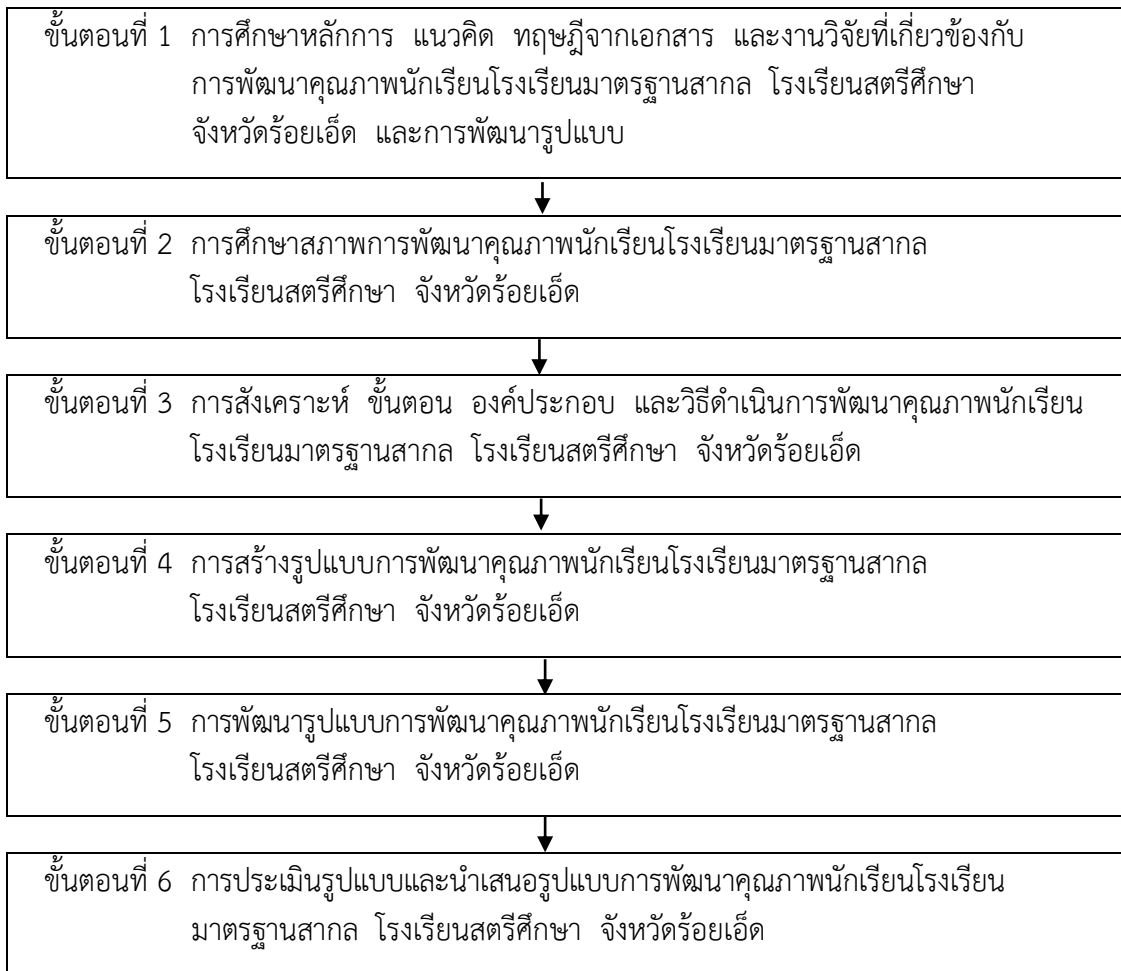 ขั้นตอนที่ 1 การศึกษาหลักการ แนวคิด ทฤษฎีจากเอกสาร และงานวิจัยที่เกี่ยวข้องกับ
การพัฒนาคุณภาพนักเรียนโรงเรียนมาตรฐานสากล โรงเรียนสตรีศึกษา
จังหวัดร้อยเอ็ด และการพัฒนารูปแบบ
ขั้นตอนที่ 2 การศึกษาสภาพการพัฒนาคุณภาพนักเรียนโรงเรียนมาตรฐานสากล
โรงเรียนสตรีศึกษา จังหวัดร้อยเอ็ด
ขั้นตอนที่ 3 การสังเคราะห์ ขั้นตอน องค์ประกอบ และวิธีดำเนินการพัฒนาคุณภาพนักเรียน
โรงเรียนมาตรฐานสากล โรงเรียนสตรีศึกษา จังหวัดร้อยเอ็ด
ขั้นตอนที่ 4 การสร้างรูปแบบการพัฒนาคุณภาพนักเรียนโรงเรียนมาตรฐานสากล
โรงเรียนสตรีศึกษา จังหวัดร้อยเอ็ด
ขั้นตอนที่ 5 การพัฒนารูปแบบการพัฒนาคุณภาพนักเรียนโรงเรียนมาตรฐานสากล
โรงเรียนสตรีศึกษา จังหวัดร้อยเอ็ด
ขั้นตอนที่ 6 การประเมินรูปแบบและนำเสนอรูปแบบการพัฒนาคุณภาพนักเรียนโรงเรียน
มาตรฐานสากล โรงเรียนสตรีศึกษา จังหวัดร้อยเอ็ด